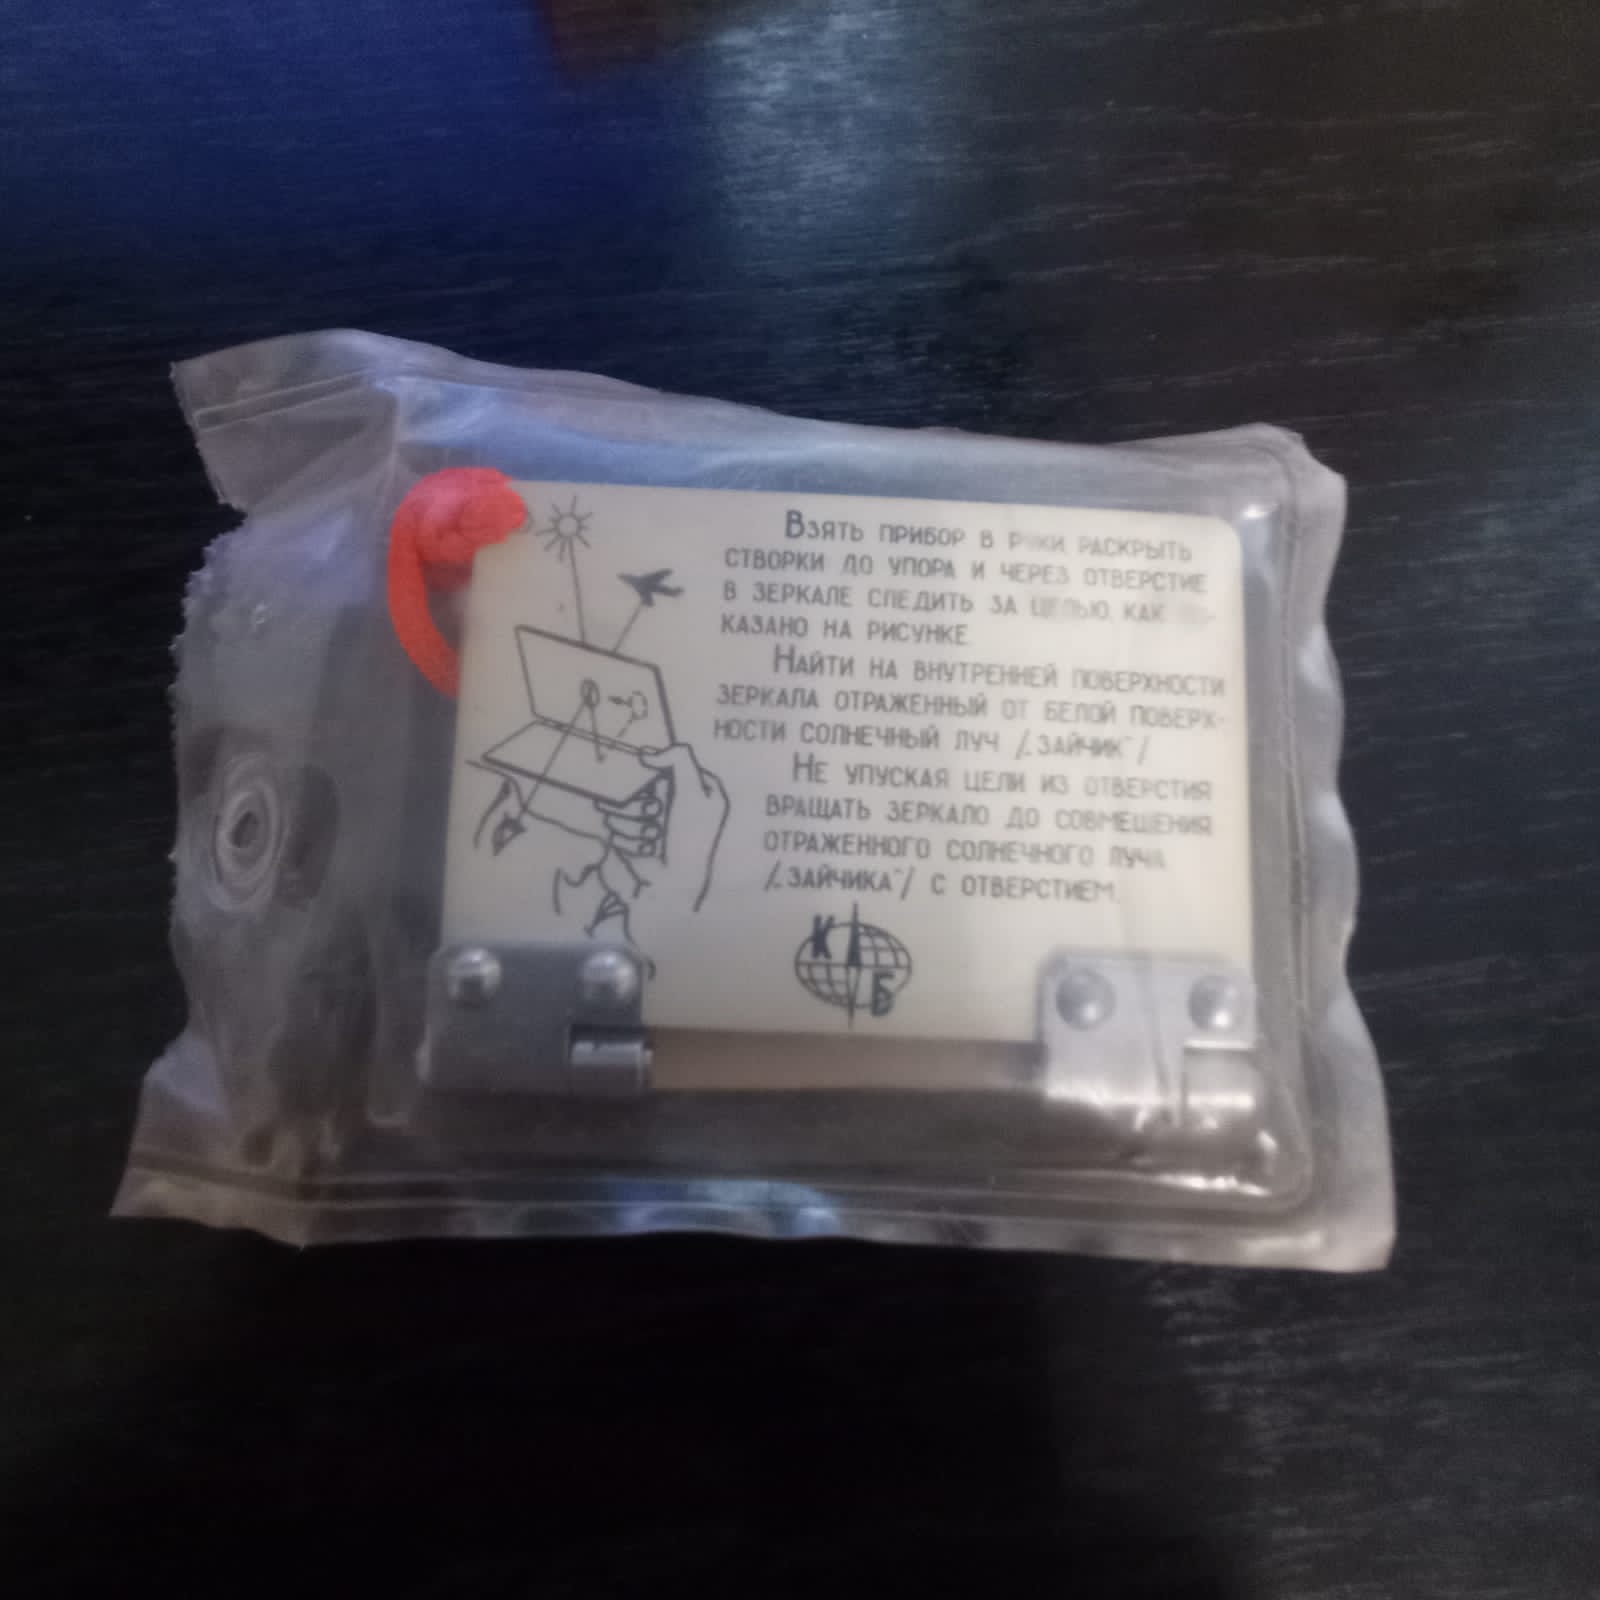 Взять прибор в руки раскрыть
створки до упора и через отверстие
в зеркале следить за целью, как по-
казано на рисунке.
Найти на внутренней поверхности
зеркала отраженный от белой поверх-
ности солнечный луч /„зайчик"/
Не упуская цели из отверстия
вращать зеркало до совмещения
отраженного солнечного луча
/„зайчика"/ с отверстием.
К
Б